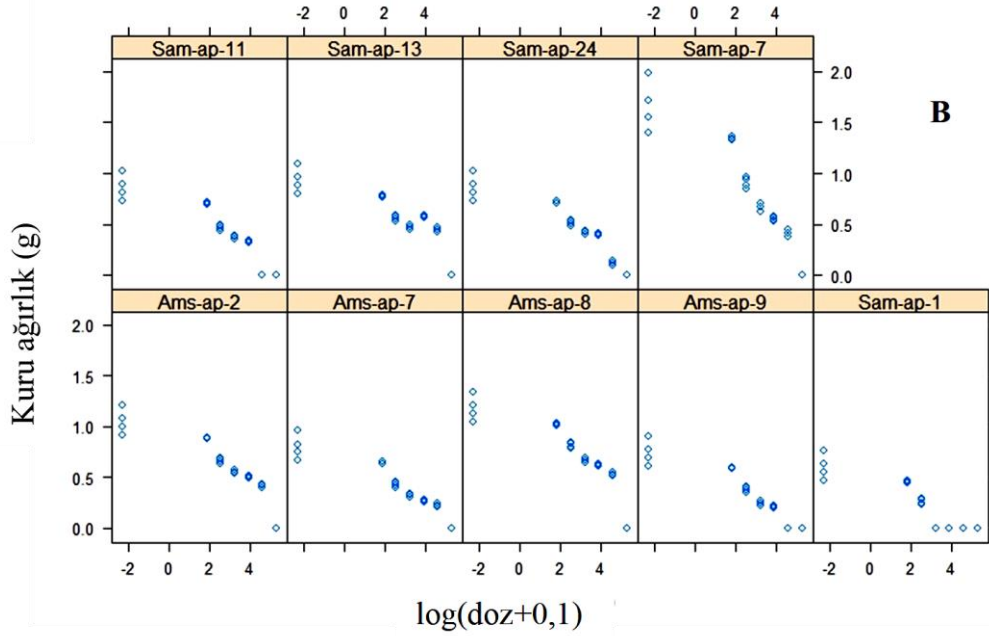 -2 0 2 4 -2 0 2 4
Sam-ap-11 Sam-ap-13 Sam-ap-24 Sam-ap-7
2.0
1.5
1.0
0.5
0.0
B
Ams-ap-2 Ams-ap-7 Ams-ap-8 Ams-ap-9 Sam-ap-1
2.0
1.5
1.0
0.5
0.0
-2 0 2 4 -2 0 2 4 -2 0 2 4
Kuru ağırlık (g)
log(doz+0,1)